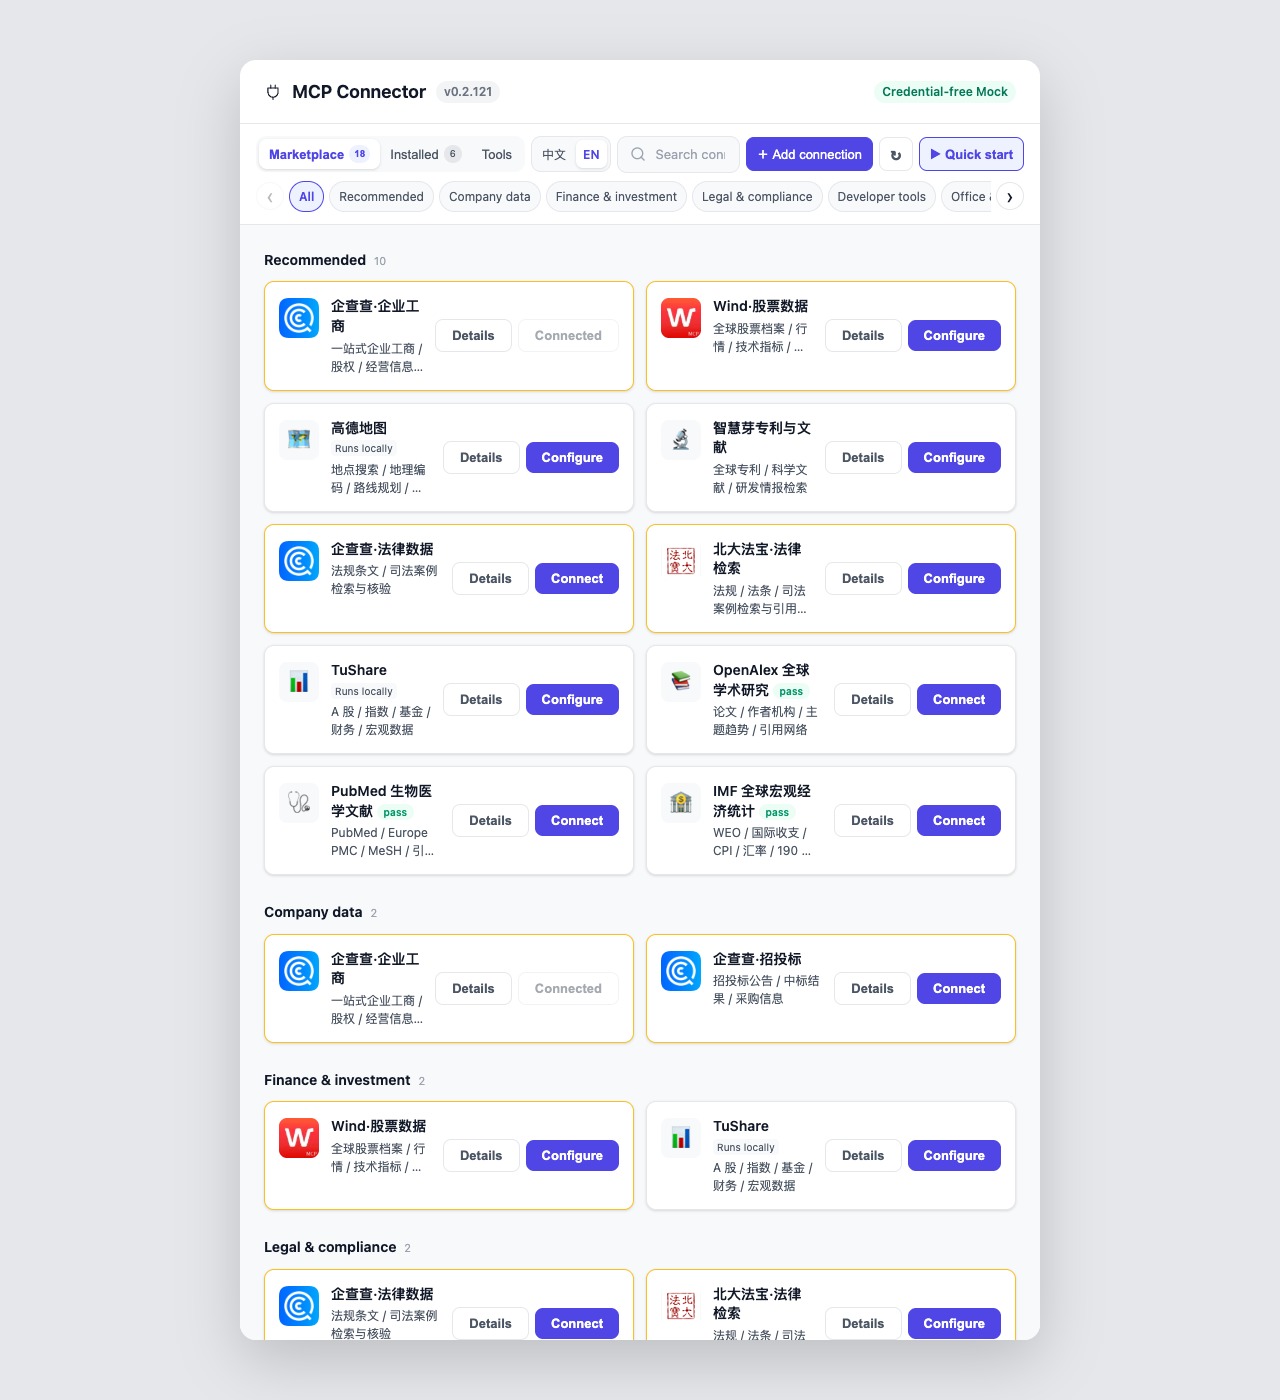 MCP Connector v0.2.121 Credential-free Mock
Marketplace 18 Installed 6 Tools 中文 EN Search + Add connection ↻ ▶ Quick start
‹ All Recommended Company data Finance & investment Legal & compliance Developer tools Office ›
Recommended 10
企查查·企业工
商
一站式企业工商 /
股权 / 经营信息...
Details Connected
Wind·股票数据
全球股票档案 / 行
情 / 技术指标 / ...
Details Configure
高德地图
Runs locally
地点搜索 / 地理编
码 / 路线规划 / ...
Details Configure
智慧芽专利与文
献
全球专利 / 科学文
献 / 研发情报检索
Details Configure
企查查·法律数据
法规条文 / 司法案例
检索与核验
Details Connect
法北
寶大
北大法宝·法律
检索
法规 / 法条 / 司法
案例检索与引用...
Details Configure
TuShare
Runs locally
A 股 / 指数 / 基金 /
财务 / 宏观数据
Details Configure
OpenAlex 全球
学术研究 pass
论文 / 作者机构 / 主
题趋势 / 引用网络
Details Connect
PubMed 生物医
学文献 pass
PubMed / Europe
PMC / MeSH / 引...
Details Connect
IMF 全球宏观经
济统计 pass
WEO / 国际收支 /
CPI / 汇率 / 190 ...
Details Connect
Company data 2
企查查·企业工
商
一站式企业工商 /
股权 / 经营信息...
Details Connected
企查查·招投标
招投标公告 / 中标结
果 / 采购信息
Details Connect
Finance & investment 2
Wind·股票数据
全球股票档案 / 行
情 / 技术指标 / ...
Details Configure
TuShare
Runs locally
A 股 / 指数 / 基金 /
财务 / 宏观数据
Details Configure
Legal & compliance 2
企查查·法律数据
法规条文 / 司法案例
检索与核验
Details Connect
法北
寶大
北大法宝·法律
检索
法规 / 法条 / 司法
Details Configure